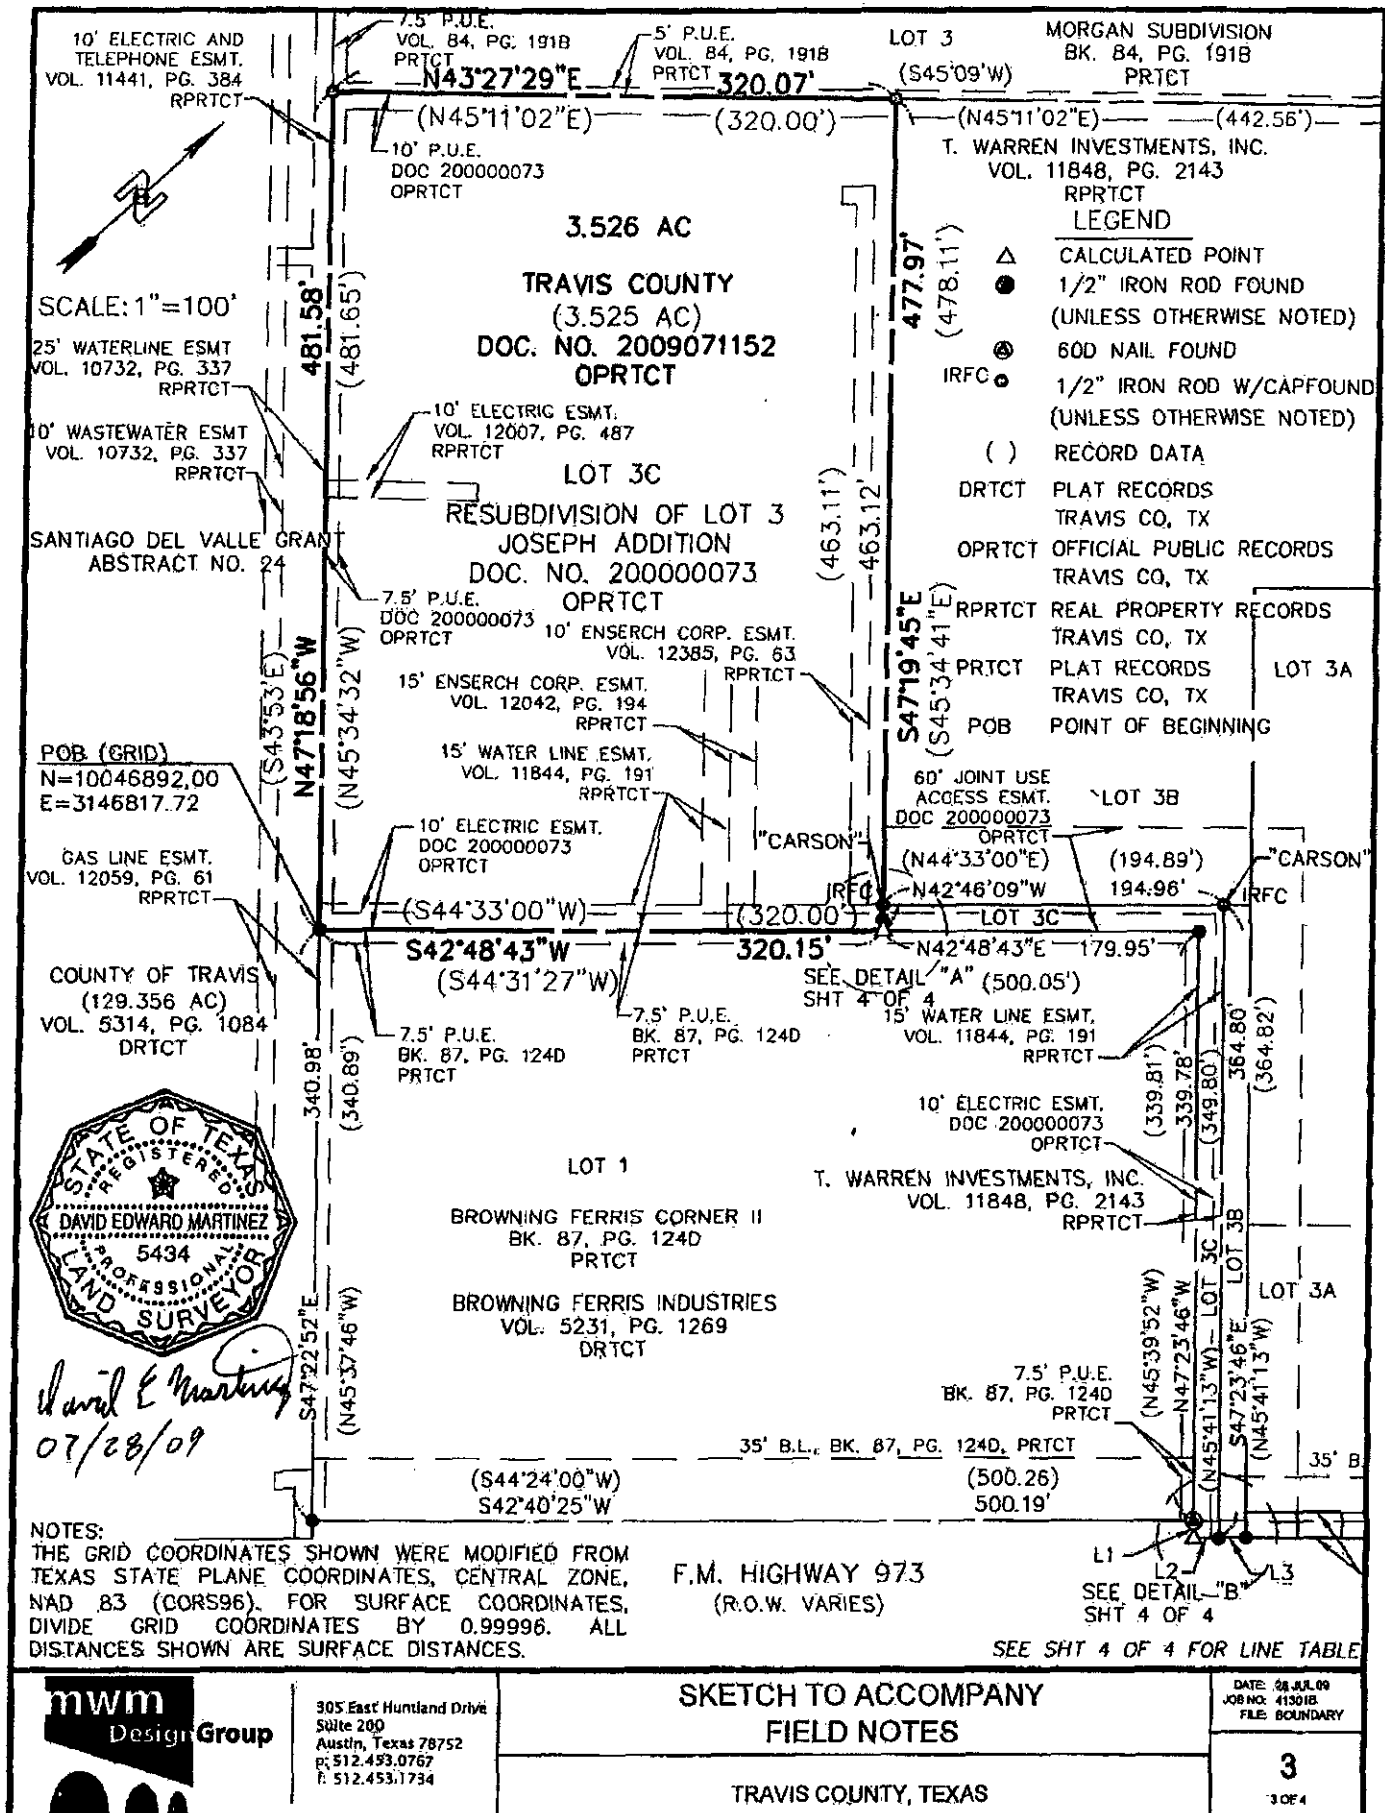 10' ELECTRIC AND
TELEPHONE ESMT.
VOL. 11441, PG. 384
RPRTCT
7.5' P.U.E.
VOL. 84, PG. 191B
PRTCT
5' P.U.E.
VOL. 84, PG. 191B
PRTCT
LOT 3
(S45°09'W)
MORGAN SUBDIVISION
BK. 84, PG. 191B
PRTCT
N43°27'29"E
320.07'
(N45°11'02"E)
(320.00')
(N45°11'02"E)
(442.56')
10' P.U.E.
DOC 200000073
OPRTCT
T. WARREN INVESTMENTS, INC.
VOL. 11848, PG. 2143
RPRTCT
N
SCALE: 1"=100'
3.526 AC
TRAVIS COUNTY
(3.525 AC)
DOC. NO. 2009071152
OPRTCT
481.58'
(481.65')
477.97'
(478.11')
LEGEND
CALCULATED POINT
1/2" IRON ROD FOUND
(UNLESS OTHERWISE NOTED)
60D NAIL FOUND
IRFC
1/2" IRON ROD W/CAPFOUND
(UNLESS OTHERWISE NOTED)
( ) RECORD DATA
DRTCT PLAT RECORDS
TRAVIS CO, TX
OPRTCT OFFICIAL PUBLIC RECORDS
TRAVIS CO, TX
RPRTCT REAL PROPERTY RECORDS
TRAVIS CO, TX
PRTCT PLAT RECORDS
TRAVIS CO, TX
POB POINT OF BEGINNING
25' WATERLINE ESMT
VOL. 10732, PG. 337
RPRTCT
10' WASTEWATER ESMT
VOL. 10732, PG. 337
RPRTCT
10' ELECTRIC ESMT.
VOL. 12007, PG. 487
RPRTCT
LOT 3C
RESUBDIVISION OF LOT 3
JOSEPH ADDITION
DOC. NO. 200000073
OPRTCT
SANTIAGO DEL VALLE GRANT
ABSTRACT NO. 24
7.5' P.U.E.
DOC 200000073
OPRTCT
(463.11')
463.12'
10' ENSERCH CORP. ESMT.
VOL. 12385, PG. 63
RPRTCT
15' ENSERCH CORP. ESMT.
VOL. 12042, PG. 194
RPRTCT
15' WATER LINE ESMT.
VOL. 11844, PG. 191
RPRTCT
(S43°53'E)
N47°18'56"W
(N45°34'32"W)
S47°19'45"E
(S45°34'41"E)
LOT 3A
POB (GRID)
N=10046892.00
E=3146817.72
10' ELECTRIC ESMT.
DOC 200000073
OPRTCT
"CARSON"
60' JOINT USE
ACCESS ESMT.
DOC 200000073
OPRTCT
LOT 3B
(N44°33'00"E)
(194.89')
"CARSON"
GAS LINE ESMT.
VOL. 12059, PG. 61
RPRTCT
IRFC
N42°46'09"W
194.96'
IRFC
(S44°33'00"W)
(320.00')
LOT 3C
S42°48'43"W
320.15'
N42°48'43"E
179.95'
(S44°31'27"W)
SEE DETAIL "A"
SHT 4 OF 4
(500.05')
COUNTY OF TRAVIS
(129.356 AC)
VOL. 5314, PG. 1084
DRTCT
7.5' P.U.E.
BK. 87, PG. 124D
PRTCT
7.5' P.U.E.
BK. 87, PG. 124D
PRTCT
15' WATER LINE ESMT.
VOL. 11844, PG. 191
RPRTCT
340.98'
(340.89')
(339.81')
339.78'
(349.80')
364.80'
(364.82')
10' ELECTRIC ESMT.
DOC 200000073
OPRTCT
T. WARREN INVESTMENTS, INC.
VOL. 11848, PG. 2143
RPRTCT
LOT 1
BROWNING FERRIS CORNER II
BK. 87, PG. 124D
PRTCT
BROWNING FERRIS INDUSTRIES
VOL. 5231, PG. 1269
DRTCT
STATE OF TEXAS
REGISTERED
DAVID EDWARD MARTINEZ
5434
PROFESSIONAL
LAND SURVEYOR
David E Martinez
07/28/09
S47°22'52"E
(N45°37'46"W)
(N45°39'52"W)
N47°23'46"W
(N45°41'13"W)
LOT 3C
LOT 3B
S47°23'46"E
(N45°41'13"W)
LOT 3A
7.5' P.U.E.
BK. 87, PG. 124D
PRTCT
35' B.L., BK. 87, PG. 124D, PRTCT
35' B
(S44°24'00"W)
(500.26)
S42°40'25"W
500.19'
F.M. HIGHWAY 973
(R.O.W. VARIES)
L1
L2
L3
SEE DETAIL "B"
SHT 4 OF 4
NOTES:
THE GRID COORDINATES SHOWN WERE MODIFIED FROM
TEXAS STATE PLANE COORDINATES, CENTRAL ZONE,
NAD 83 (CORS96). FOR SURFACE COORDINATES,
DIVIDE GRID COORDINATES BY 0.99996. ALL
DISTANCES SHOWN ARE SURFACE DISTANCES.
SEE SHT 4 OF 4 FOR LINE TABLE
mwm
DesignGroup
305 East Huntland Drive
Suite 200
Austin, Texas 78752
p: 512.453.0767
f: 512.453.1734
SKETCH TO ACCOMPANY
FIELD NOTES
TRAVIS COUNTY, TEXAS
DATE: 28 JUL 09
JOB NO: 41301B
FILE: BOUNDARY
3
3 OF 4